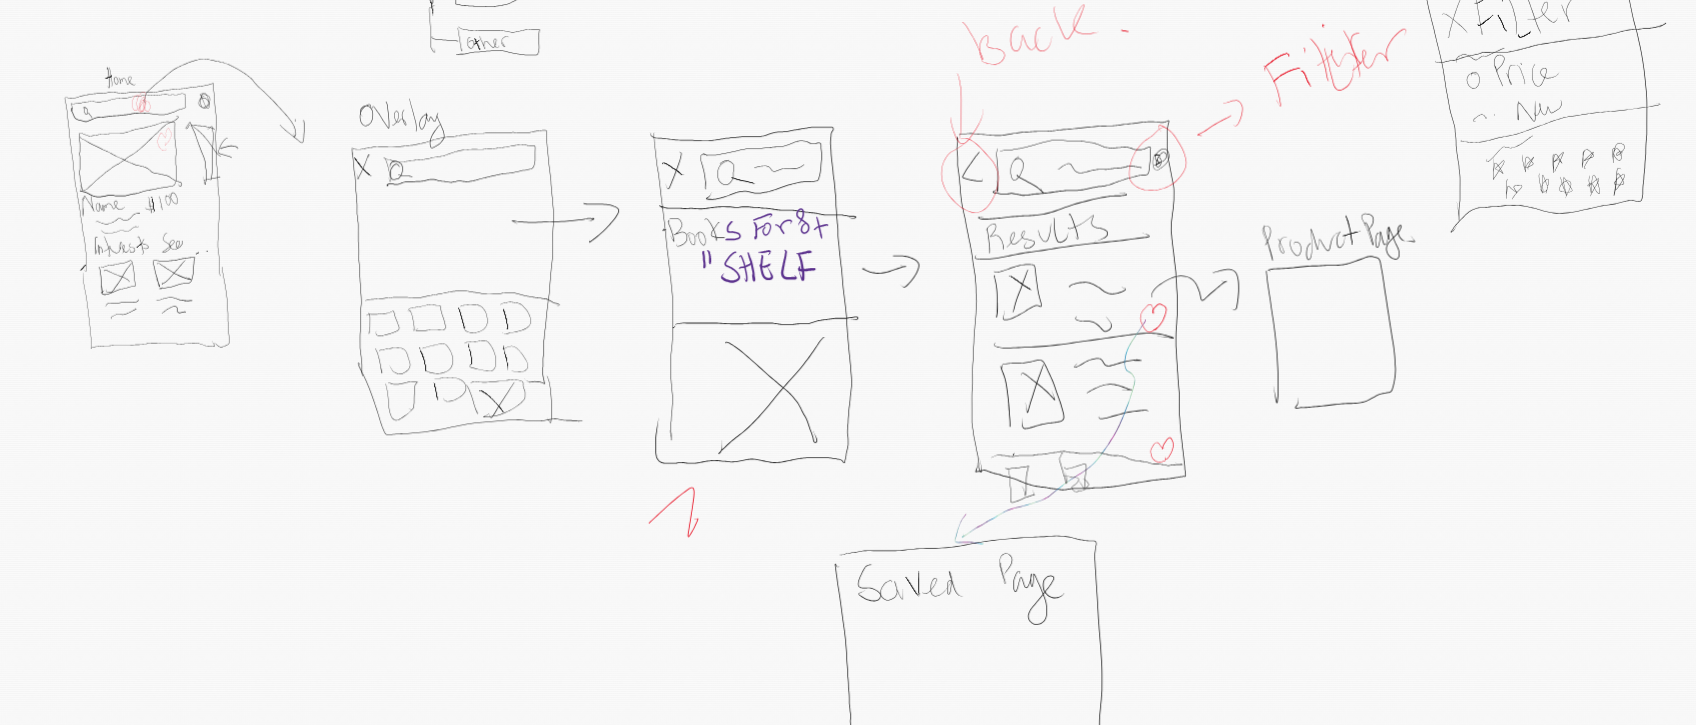 other
Home
Name $100
Interests See ..
Overlay
X
X
Books For 8+
"SHELF
Back.
<
Results
Filter
X Filter
Price
New
Product Page.
Saved Page